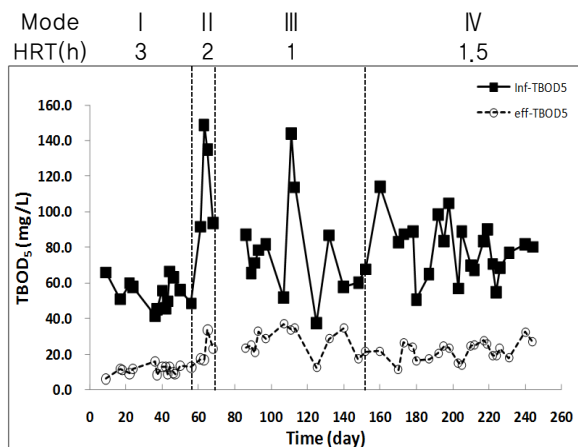 Mode I II III IV
HRT(h) 3 2 1 1.5
160.0
140.0
120.0
100.0
80.0
60.0
40.0
20.0
0.0
TBOD₅ (mg/L)
Inf-TBOD5
eff-TBOD5
0 20 40 60 80 100 120 140 160 180 200 220 240 260
Time (day)